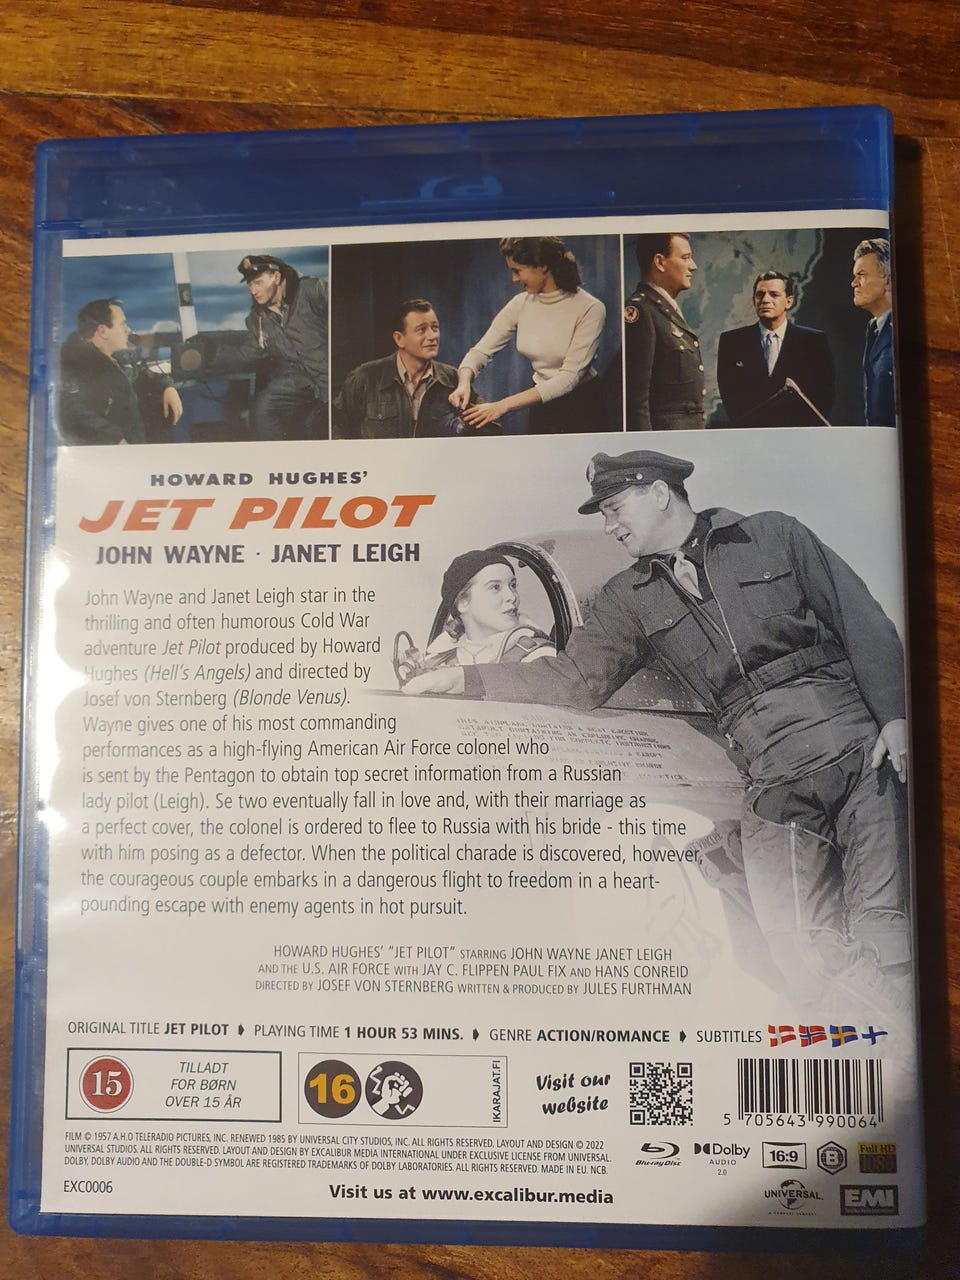 HOWARD HUGHES'
JET PILOT
JOHN WAYNE · JANET LEIGH
John Wayne and Janet Leigh star in the
thrilling and often humorous Cold War
adventure Jet Pilot produced by Howard
Hughes (Hell's Angels) and directed by
Josef von Sternberg (Blonde Venus).
Wayne gives one of his most commanding
performances as a high-flying American Air Force colonel who
is sent by the Pentagon to obtain top secret information from a Russian
lady pilot (Leigh). Se two eventually fall in love and, with their marriage as
a perfect cover, the colonel is ordered to flee to Russia with his bride - this time
with him posing as a defector. When the political charade is discovered, however,
the courageous couple embarks in a dangerous flight to freedom in a heart-
pounding escape with enemy agents in hot pursuit.
HOWARD HUGHES' "JET PILOT" STARRING JOHN WAYNE JANET LEIGH
AND THE U.S. AIR FORCE WITH JAY C. FLIPPEN PAUL FIX AND HANS CONREID
DIRECTED BY JOSEF VON STERNBERG WRITTEN & PRODUCED BY JULES FURTHMAN
ORIGINAL TITLE JET PILOT PLAYING TIME 1 HOUR 53 MINS. GENRE ACTION/ROMANCE SUBTITLES
15 TILLADT
FOR BØRN
OVER 15 ÅR
16
IKARAJAT.FI
Visit our
website
5 705643 990064
FILM © 1957 A.H.O TELERADIO PICTURES, INC. RENEWED 1985 BY UNIVERSAL CITY STUDIOS, INC. ALL RIGHTS RESERVED. LAYOUT AND DESIGN © 2022
UNIVERSAL STUDIOS. ALL RIGHTS RESERVED. LAYOUT AND DESIGN BY EXCALIBUR MEDIA INTERNATIONAL UNDER EXCLUSIVE LICENSE FROM UNIVERSAL.
DOLBY, DOLBY AUDIO AND THE DOUBLE-D SYMBOL ARE REGISTERED TRADEMARKS OF DOLBY LABORATORIES. ALL RIGHTS RESERVED. MADE IN EU. NCB.
Blu-ray Disc
Dolby
AUDIO
2.0
16:9
B
Full HD
1080
EXC0006
Visit us at www.excalibur.media
UNIVERSAL
EMI